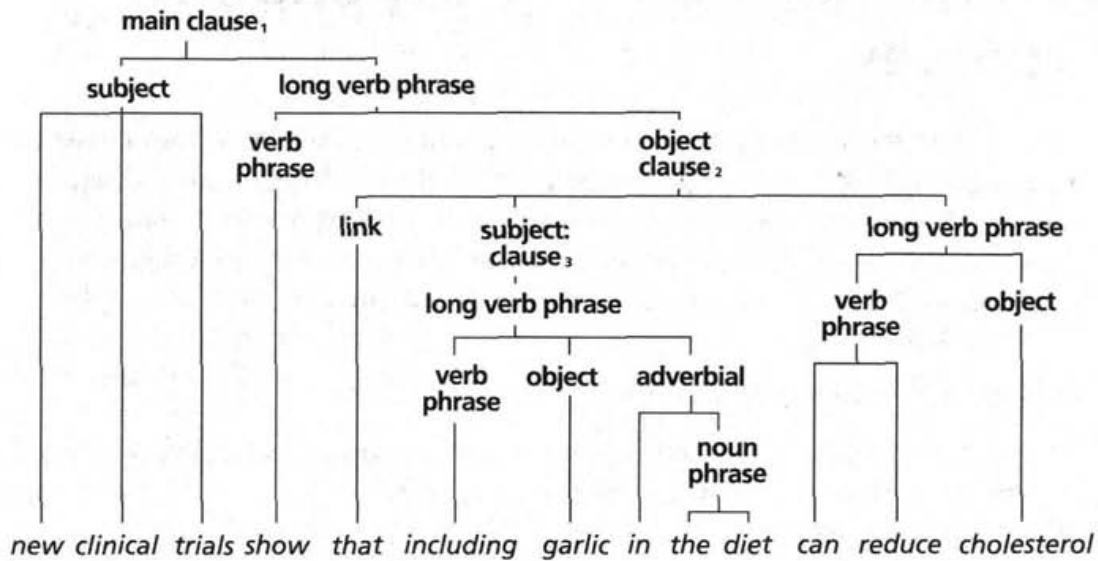 main clause₁
subject long verb phrase
verb phrase
object clause₂
link
subject: clause₃
long verb phrase
long verb phrase
verb phrase
object
verb phrase
object
adverbial
noun phrase
new clinical trials show that including garlic in the diet can reduce cholesterol